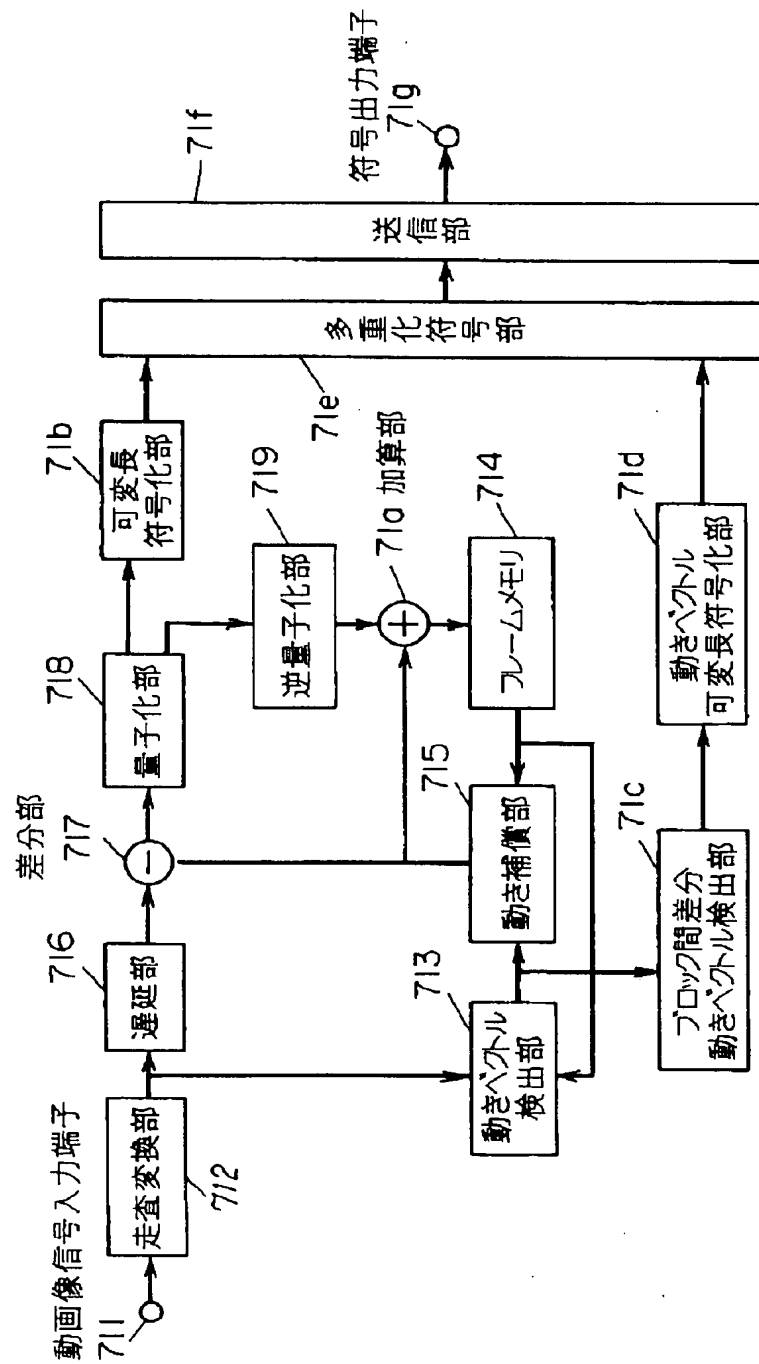 動画像信号入力端子
711
走査変換部
712
遅延部
716
差分部
717
量子化部
718
可変長
符号化部
71b
逆量子化部
719
71a 加算部
フレームメモリ
714
動き補償部
715
動きベクトル
検出部
713
ブロック間差分
動きベクトル検出部
71c
動きベクトル
可変長符号化部
71d
多重化符号部
71e
送信部
71f
符号出力端子
71g